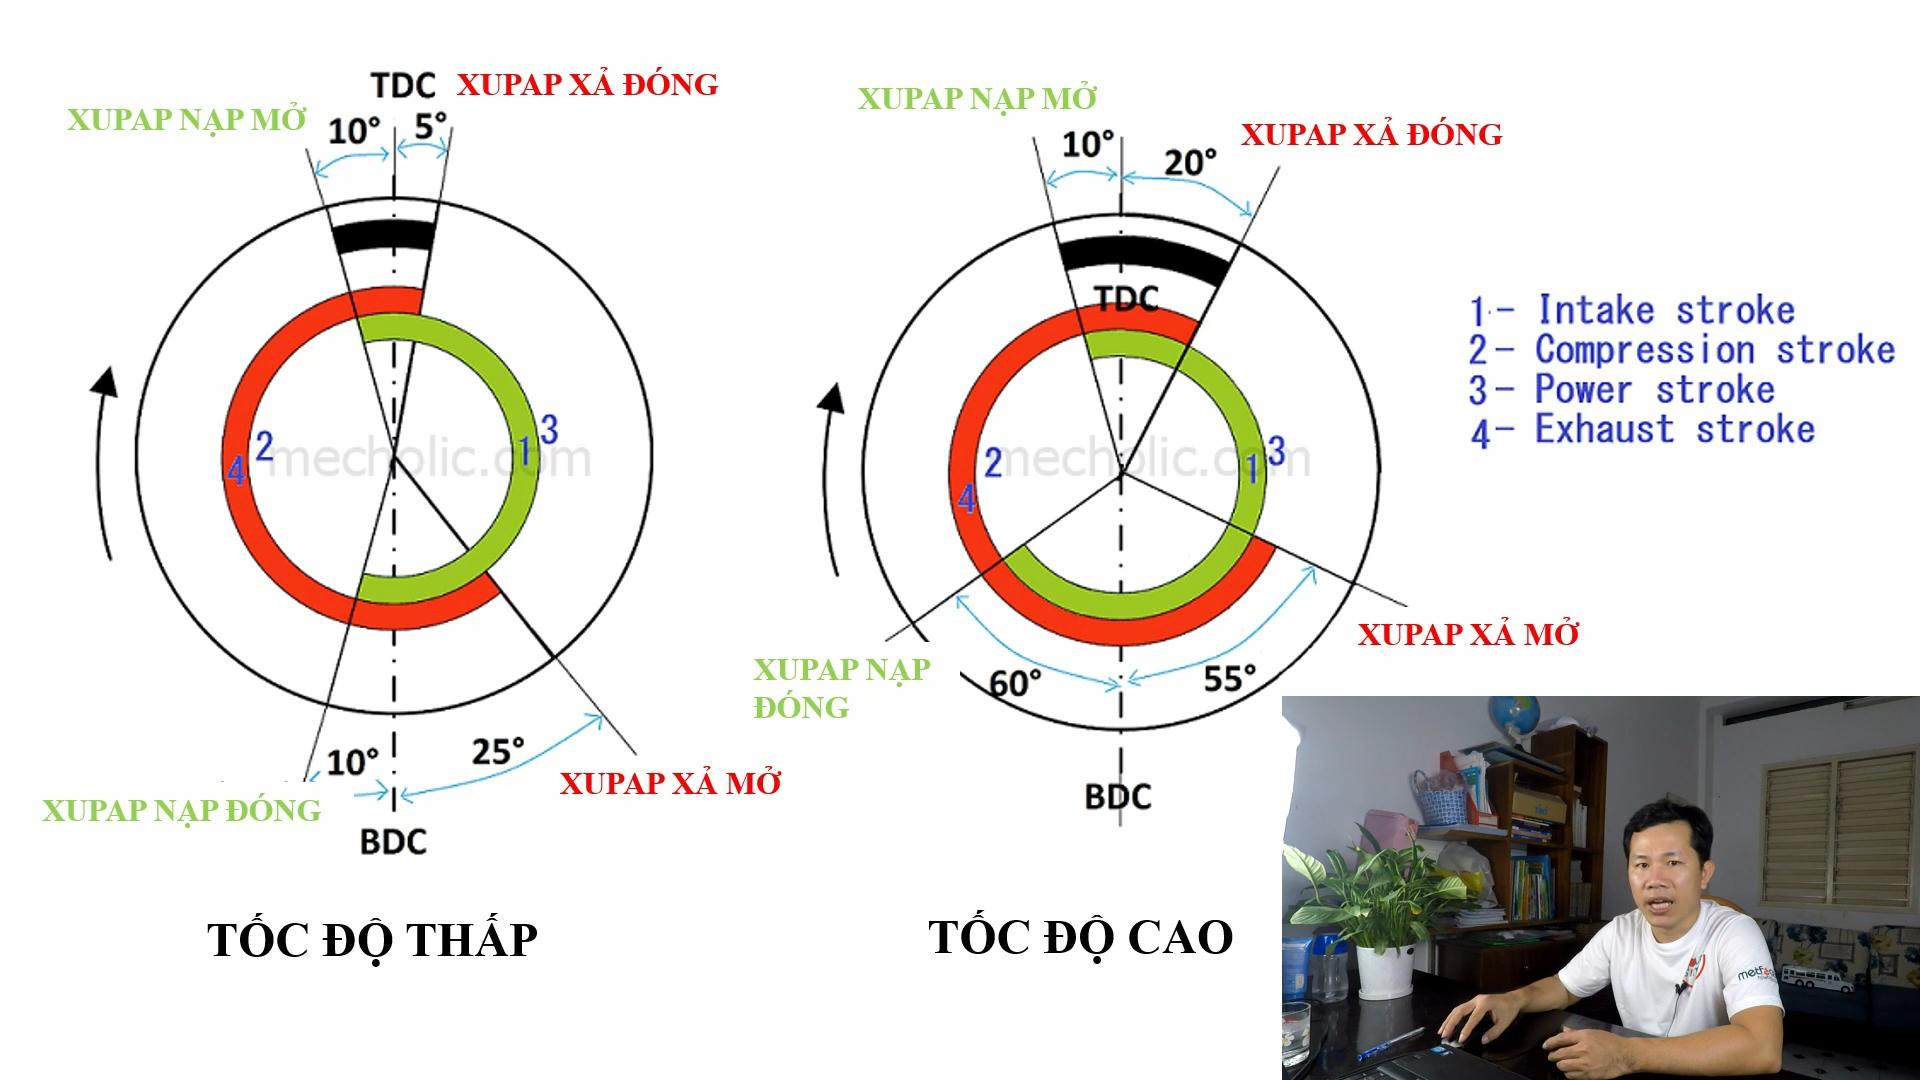 TDC
XUPAP XẢ ĐÓNG
XUPAP NẠP MỞ
10°
5°
2
4
1
3
mecholic.com
10°
25°
XUPAP XẢ MỞ
XUPAP NẠP ĐÓNG
BDC
TỐC ĐỘ THẤP
XUPAP NẠP MỞ
XUPAP XẢ ĐÓNG
10°
20°
TDC
2
4
1
3
mecholic.com
XUPAP XẢ MỞ
XUPAP NẠP
ĐÓNG
60°
55°
BDC
TỐC ĐỘ CAO
1- Intake stroke
2- Compression stroke
3- Power stroke
4- Exhaust stroke